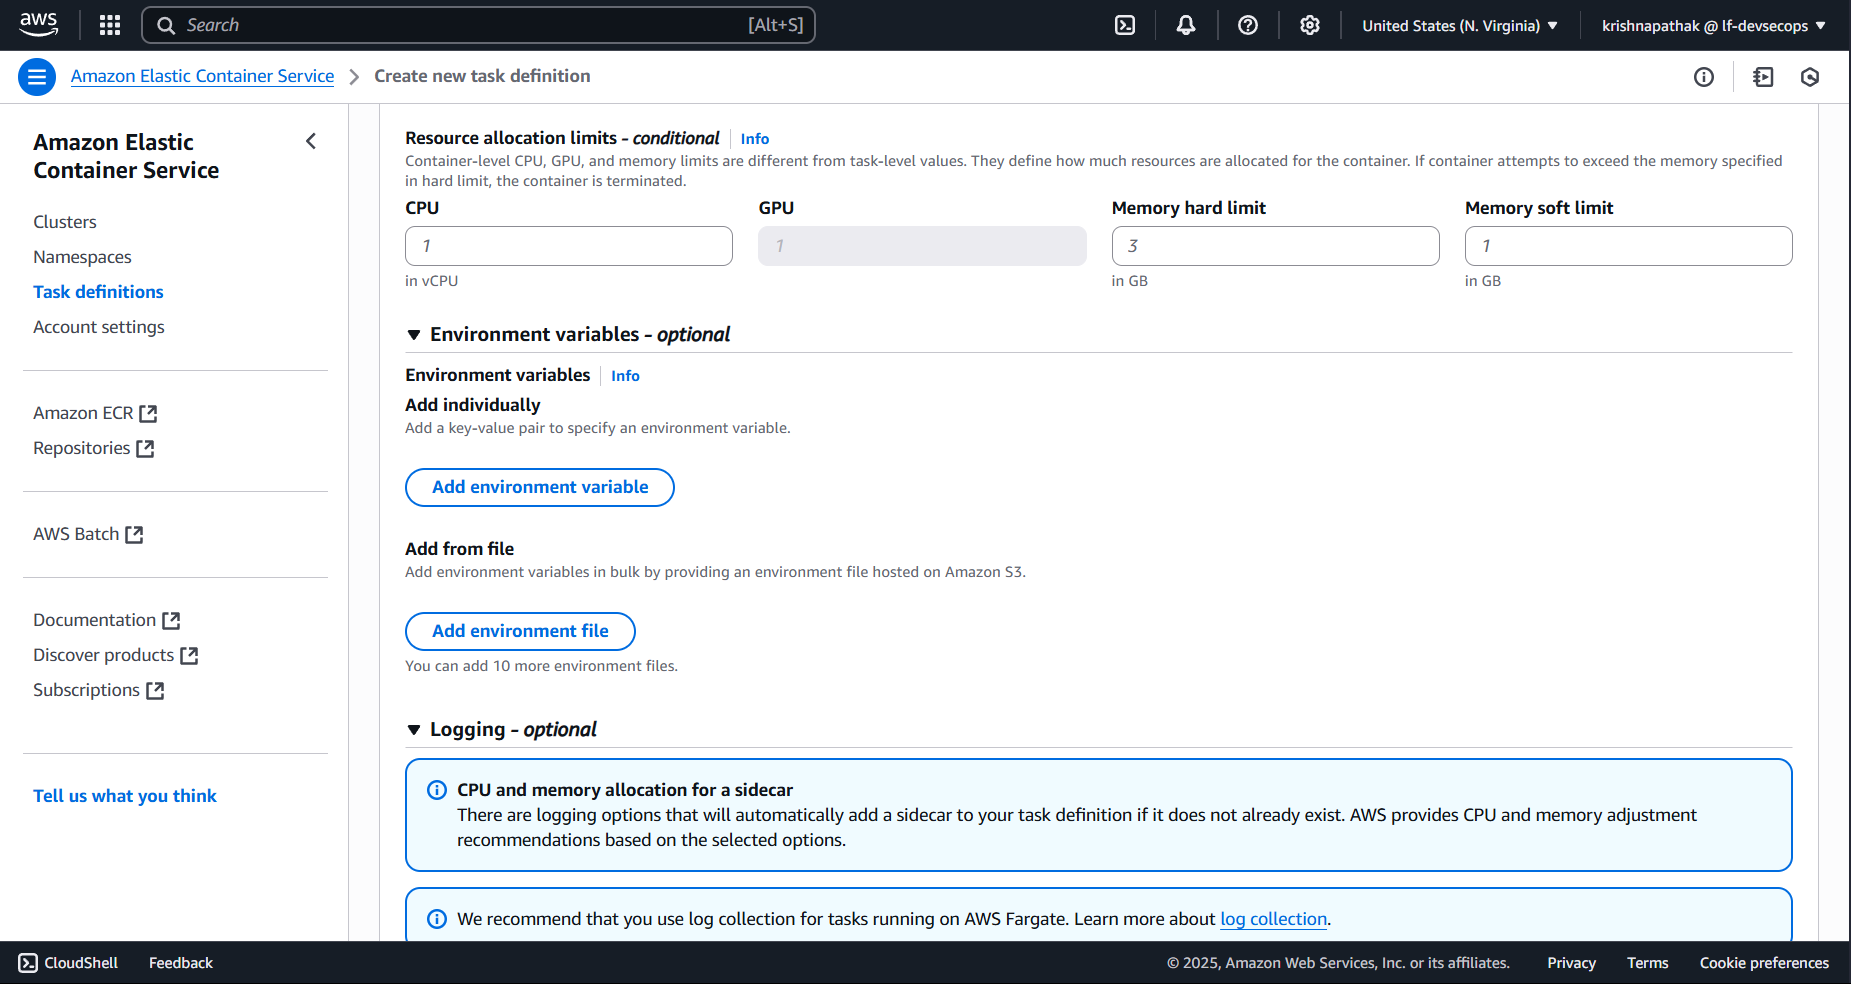 aws
Search
[Alt+S]
United States (N. Virginia)
krishnapathak @ lf-devsecops
Amazon Elastic Container Service
Create new task definition
Amazon Elastic
Container Service
Clusters
Namespaces
Task definitions
Account settings
Amazon ECR
Repositories
AWS Batch
Documentation
Discover products
Subscriptions
Tell us what you think
Resource allocation limits - conditional
Info
Container-level CPU, GPU, and memory limits are different from task-level values. They define how much resources are allocated for the container. If container attempts to exceed the memory specified
in hard limit, the container is terminated.
CPU
GPU
Memory hard limit
Memory soft limit
1
1
3
1
in vCPU
in GB
in GB
Environment variables - optional
Environment variables
Info
Add individually
Add a key-value pair to specify an environment variable.
Add environment variable
Add from file
Add environment variables in bulk by providing an environment file hosted on Amazon S3.
Add environment file
You can add 10 more environment files.
Logging - optional
CPU and memory allocation for a sidecar
There are logging options that will automatically add a sidecar to your task definition if it does not already exist. AWS provides CPU and memory adjustment
recommendations based on the selected options.
We recommend that you use log collection for tasks running on AWS Fargate. Learn more about log collection.
CloudShell
Feedback
© 2025, Amazon Web Services, Inc. or its affiliates.
Privacy
Terms
Cookie preferences